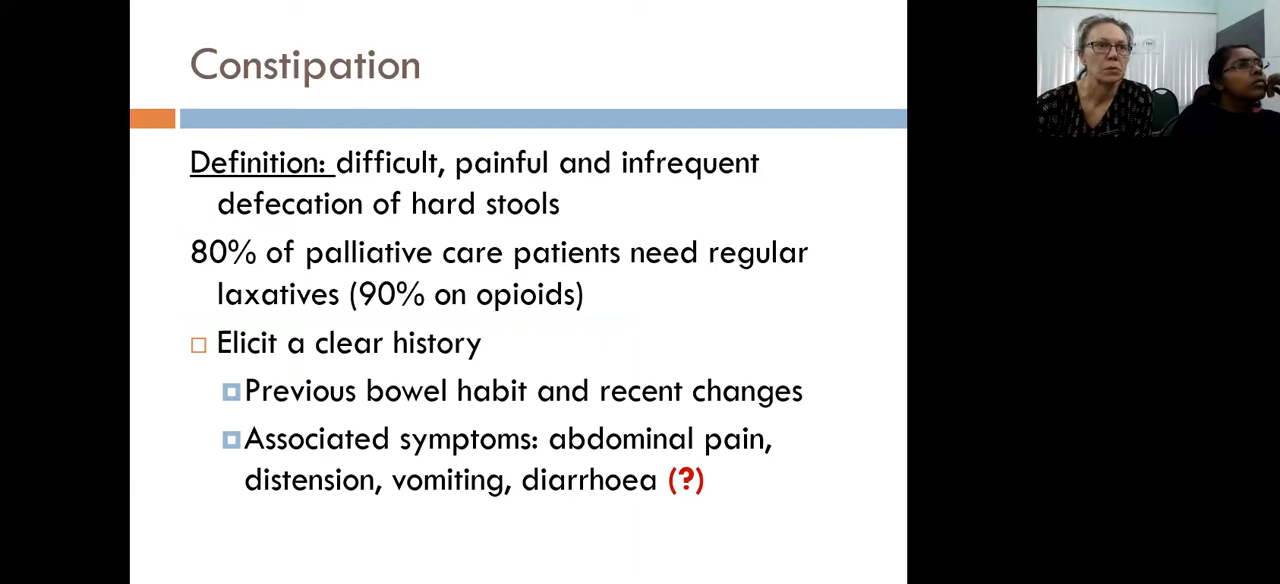 Constipation
Definition: difficult, painful and infrequent
defecation of hard stools
80% of palliative care patients need regular
laxatives (90% on opioids)
Elicit a clear history
Previous bowel habit and recent changes
Associated symptoms: abdominal pain,
distension, vomiting, diarrhoea (?)